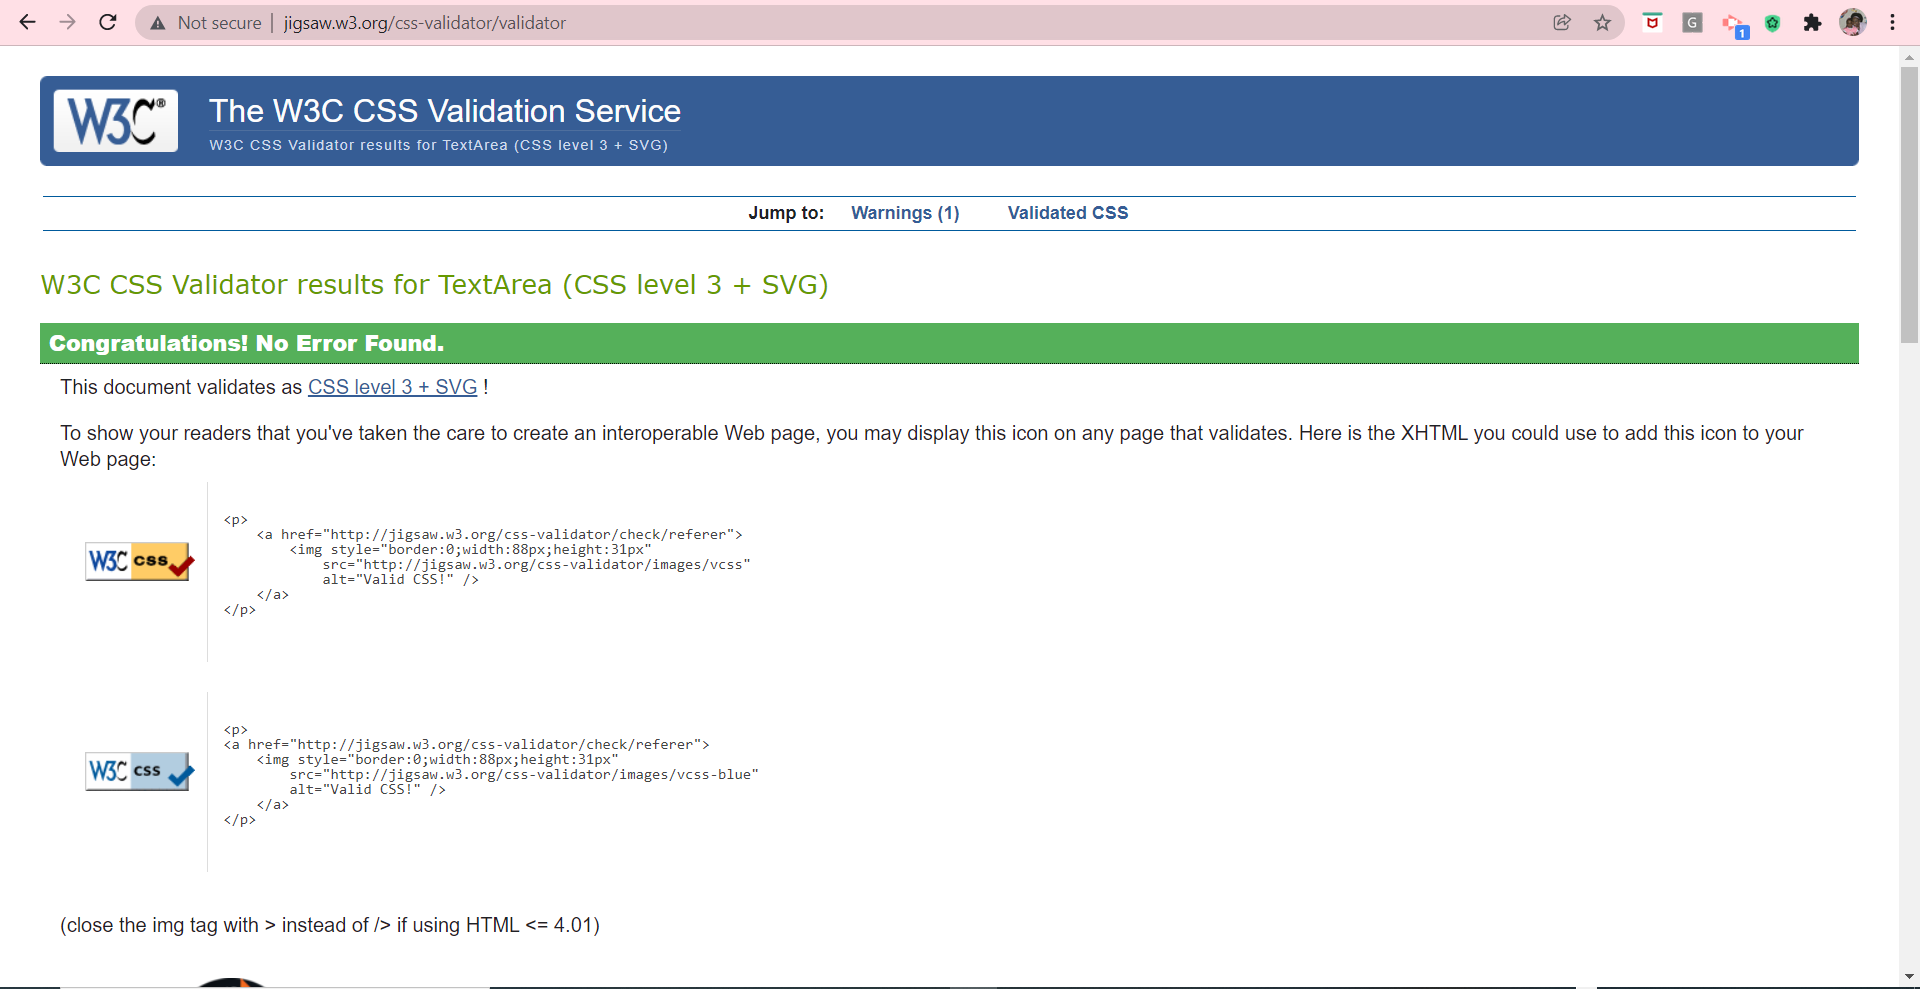 Not secure | jigsaw.w3.org/css-validator/validator
G
1
W3C®
The W3C CSS Validation Service
W3C CSS Validator results for TextArea (CSS level 3 + SVG)
Jump to: Warnings (1) Validated CSS
W3C CSS Validator results for TextArea (CSS level 3 + SVG)
Congratulations! No Error Found.
This document validates as CSS level 3 + SVG !
To show your readers that you've taken the care to create an interoperable Web page, you may display this icon on any page that validates. Here is the XHTML you could use to add this icon to your
Web page:
W3C css
<p>
    <a href="http://jigsaw.w3.org/css-validator/check/referer">
        <img style="border:0;width:88px;height:31px"
            src="http://jigsaw.w3.org/css-validator/images/vcss"
            alt="Valid CSS!" />
    </a>
</p>
W3C css
<p>
<a href="http://jigsaw.w3.org/css-validator/check/referer">
    <img style="border:0;width:88px;height:31px"
        src="http://jigsaw.w3.org/css-validator/images/vcss-blue"
        alt="Valid CSS!" />
    </a>
</p>
(close the img tag with > instead of /> if using HTML <= 4.01)